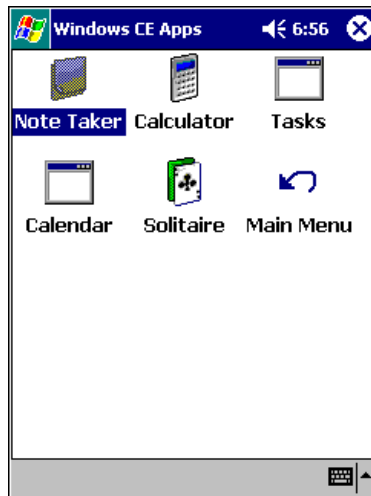 Windows CE Apps 6:56
Note Taker Calculator Tasks
Calendar Solitaire Main Menu